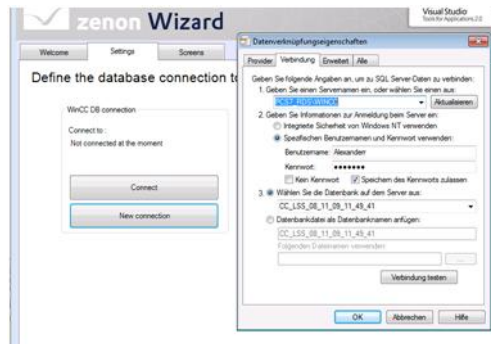 zenon Wizard
Visual Studio
Tools for Applications 2.0
Welcome
Settings
Screens
Define the database connection t
WinCC DB connection
Connect to :
Not connected at the moment
Connect
New connection
Datenverknüpfungseigenschaften
Provider Verbindung Erweitert Alle
Geben Sie folgende Angaben an, um zu SQL Server-Daten zu verbinden:
1. Geben Sie einen Servernamen ein, oder wählen Sie einen aus:
PCS7_RDS\WINCC
Aktualisieren
2. Geben Sie Informationen zur Anmeldung beim Server ein:
Integrierte Sicherheit von Windows NT verwenden
Spezifischen Benutzernamen und Kennwort verwenden:
Benutzername: Alexanderr
Kennwort: •••••••
Kein Kennwort Speichern des Kennworts zulassen
3. Wählen Sie die Datenbank auf dem Server aus:
CC_LSS_08_11_09_11_49_41
Datenbankdatei als Datenbanknamen anfügen:
CC_LSS_08_11_09_11_49_41
Folgenden Dateinamen verwenden:
...
Verbindung testen
OK Abbrechen Hilfe